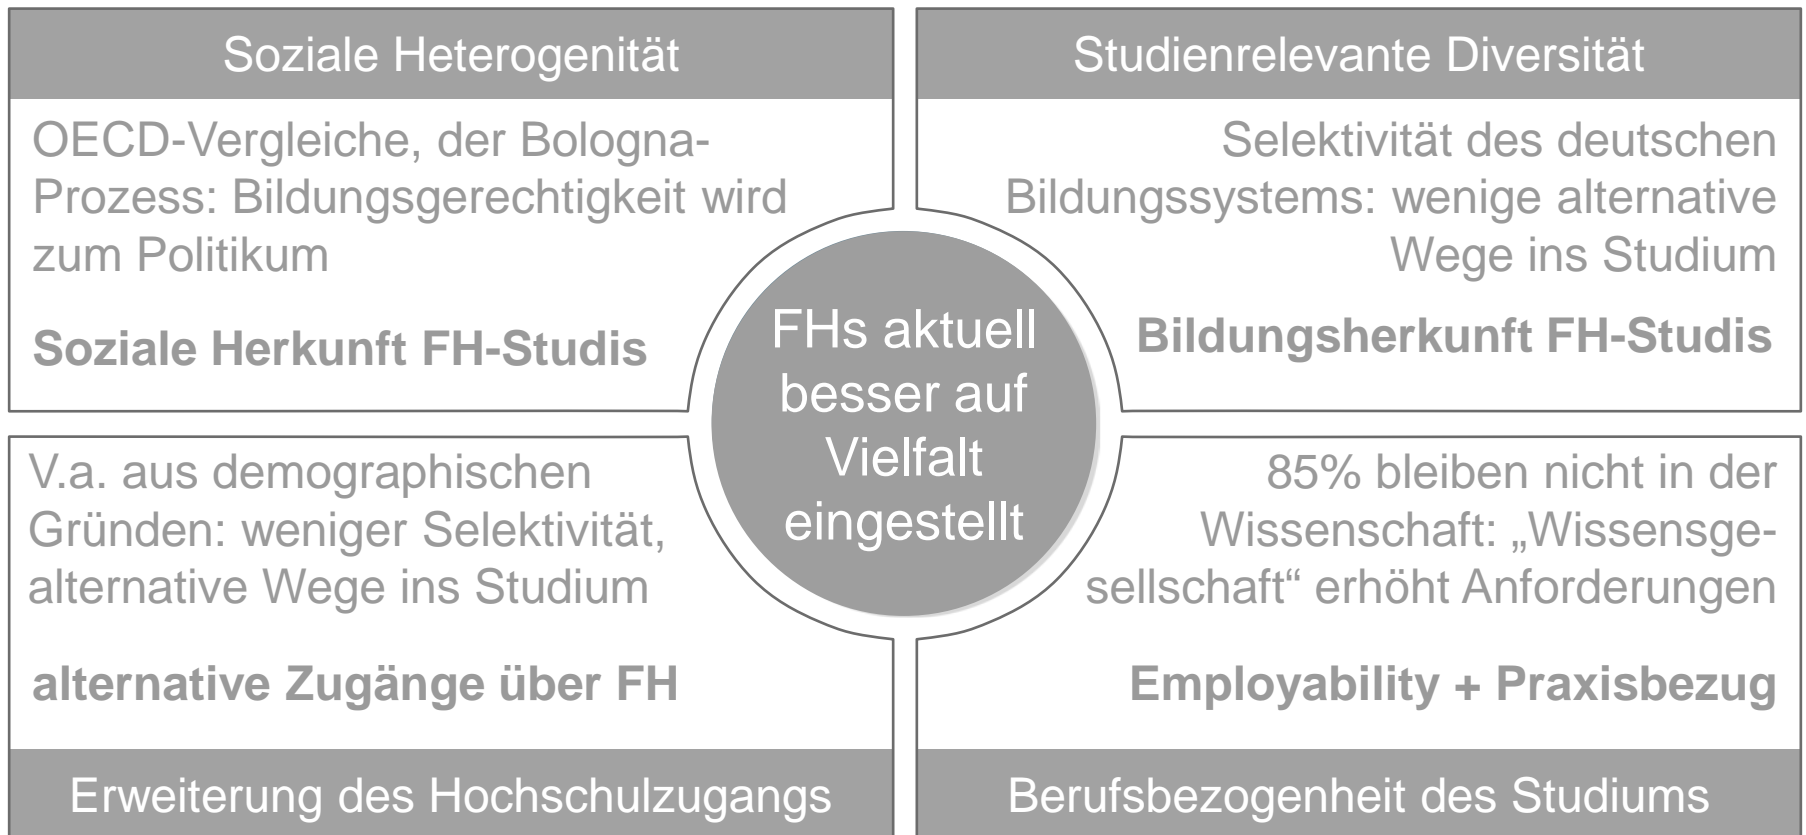 Soziale Heterogenität
OECD-Vergleiche, der Bologna-
Prozess: Bildungsgerechtigkeit wird
zum Politikum
Soziale Herkunft FH-Studis
Studienrelevante Diversität
Selektivität des deutschen
Bildungssystems: wenige alternative
Wege ins Studium
Bildungsherkunft FH-Studis
FHs aktuell
besser auf
Vielfalt
eingestellt
V.a. aus demographischen
Gründen: weniger Selektivität,
alternative Wege ins Studium
alternative Zugänge über FH
Erweiterung des Hochschulzugangs
85% bleiben nicht in der
Wissenschaft: „Wissensge-
sellschaft“ erhöht Anforderungen
Employability + Praxisbezug
Berufsbezogenheit des Studiums